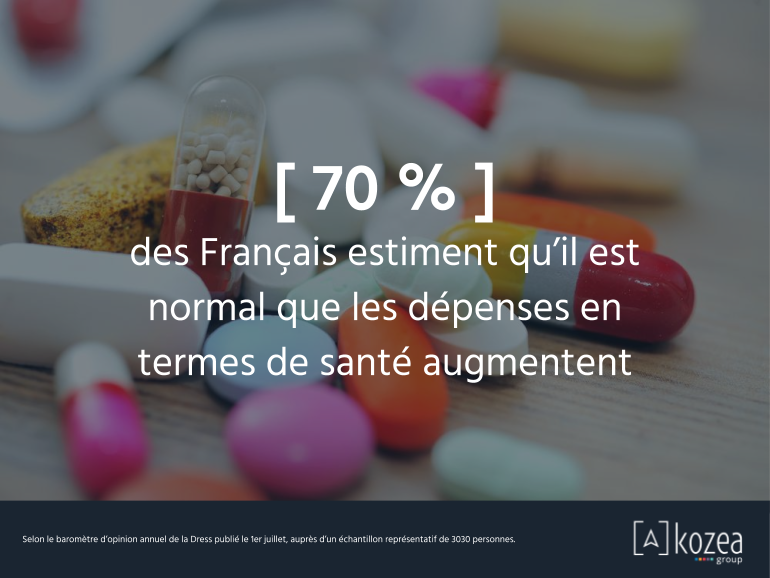 [ 70 % ]
des Français estiment qu'il est
normal que les dépenses en
termes de santé augmentent
Selon le baromètre d'opinion annuel de la Dress publié le 1er juillet, auprès d'un échantillon représentatif de 3030 personnes.
[A] kozea
group